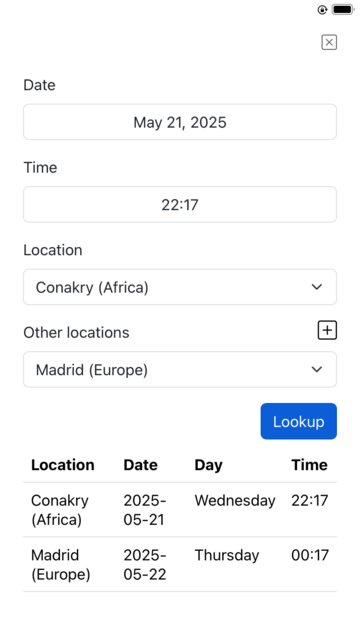 Date
May 21, 2025
Time
22:17
Location
Conakry (Africa)
Other locations
Madrid (Europe)
Lookup
Location Date Day Time
Conakry 2025- Wednesday 22:17
(Africa) 05-21
Madrid 2025- Thursday 00:17
(Europe) 05-22